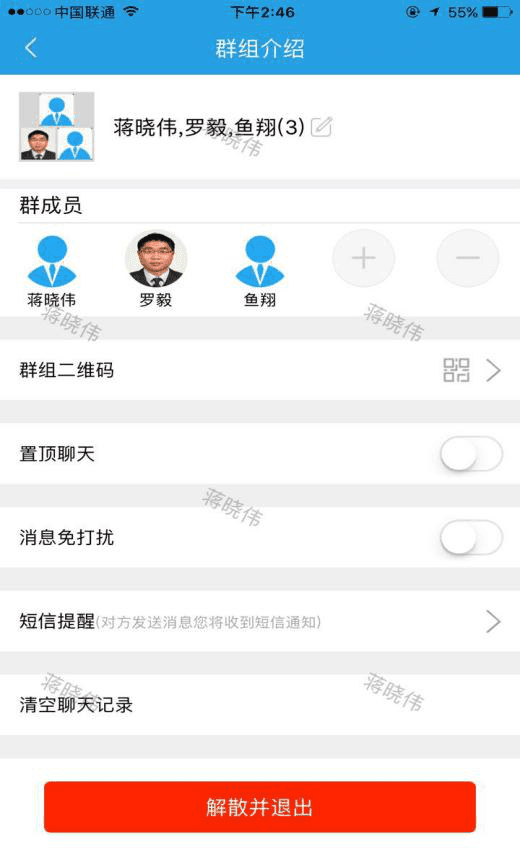 中国联通
下午2:46
55%
群组介绍
蒋晓伟,罗毅,鱼翔(3)
蒋晓伟
群成员
蒋晓伟
罗毅
鱼翔
蒋晓伟
蒋晓伟
群组二维码
置顶聊天
蒋晓伟
消息免打扰
短信提醒(对方发送消息您将收到短信通知)
蒋晓伟
蒋晓伟
清空聊天记录
解散并退出